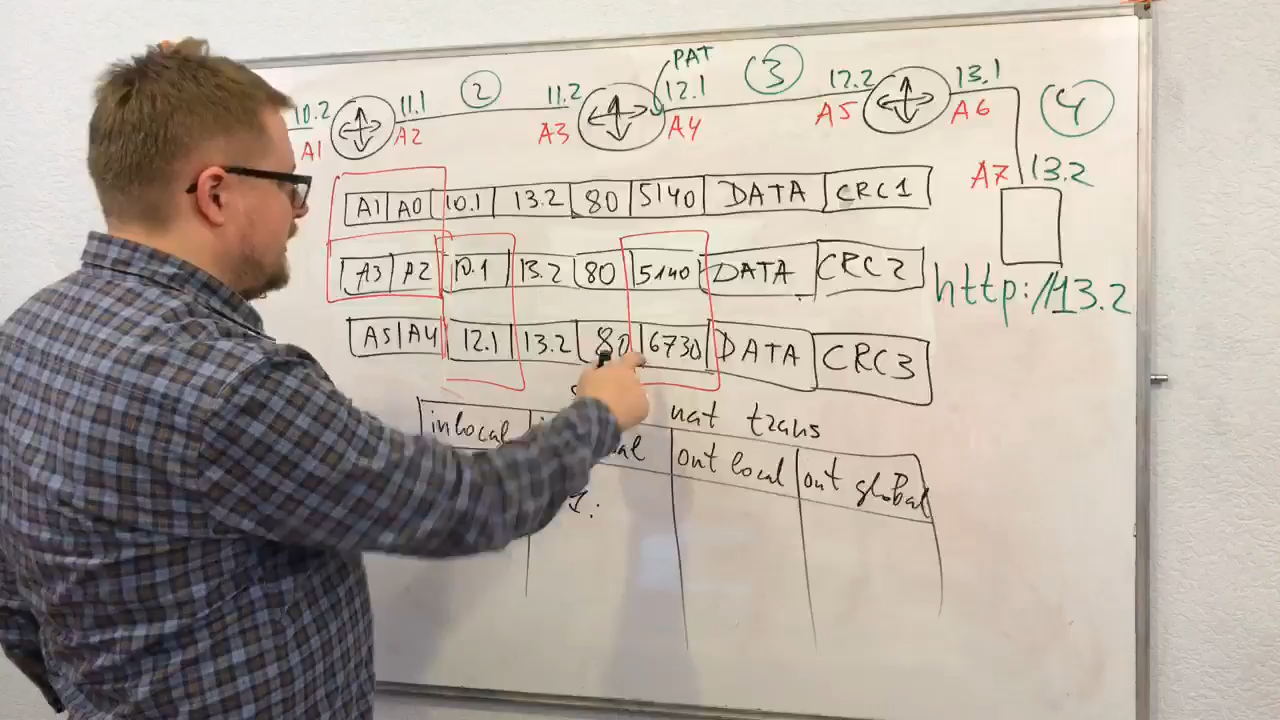 PAT
10.2 11.1 2 11.2 12.1 3 12.2 13.1 4
A1 A2 A3 A4 A5 A6
A7 13.2
A1 A0 10.1 13.2 80 5140 DATA CRC1
A3 A2 10.1 13.2 80 5140 DATA CRC2
http://13.2
A5 A4 12.1 13.2 80 6730 DATA CRC3
nat trans
in local out local out global
1: